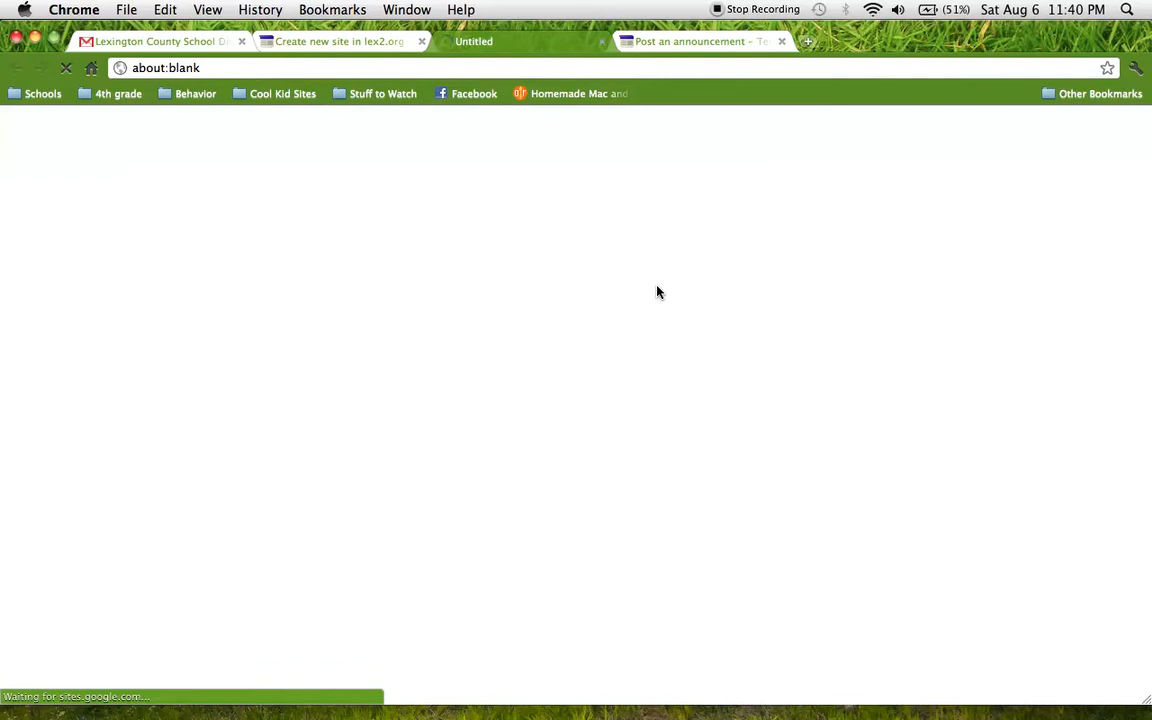 Chrome File Edit View History Bookmarks Window Help Stop Recording (51%) Sat Aug 6 11:40 PM
Lexington County School D Create new site in lex2.org Untitled Post an announcement -
about:blank
Schools 4th grade Behavior Cool Kid Sites Stuff to Watch Facebook Homemade Mac and Other Bookmarks
Waiting for sites.google.com...